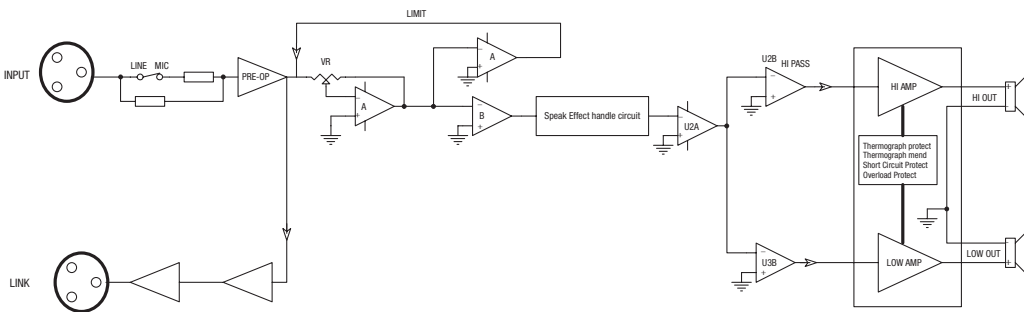 LIMIT
INPUT
LINE MIC
PRE-OP
VR
-
+
A
-
+
A
-
+
B
Speak Effect handle circuit
-
+
U2A
U2B HI PASS
-
+
HI AMP
HI OUT
+
-
Thermograph protect
Thermograph mend
Short Circuit Protect
Overload Protect
LINK
-
+
U3B
LOW AMP
LOW OUT
-
+